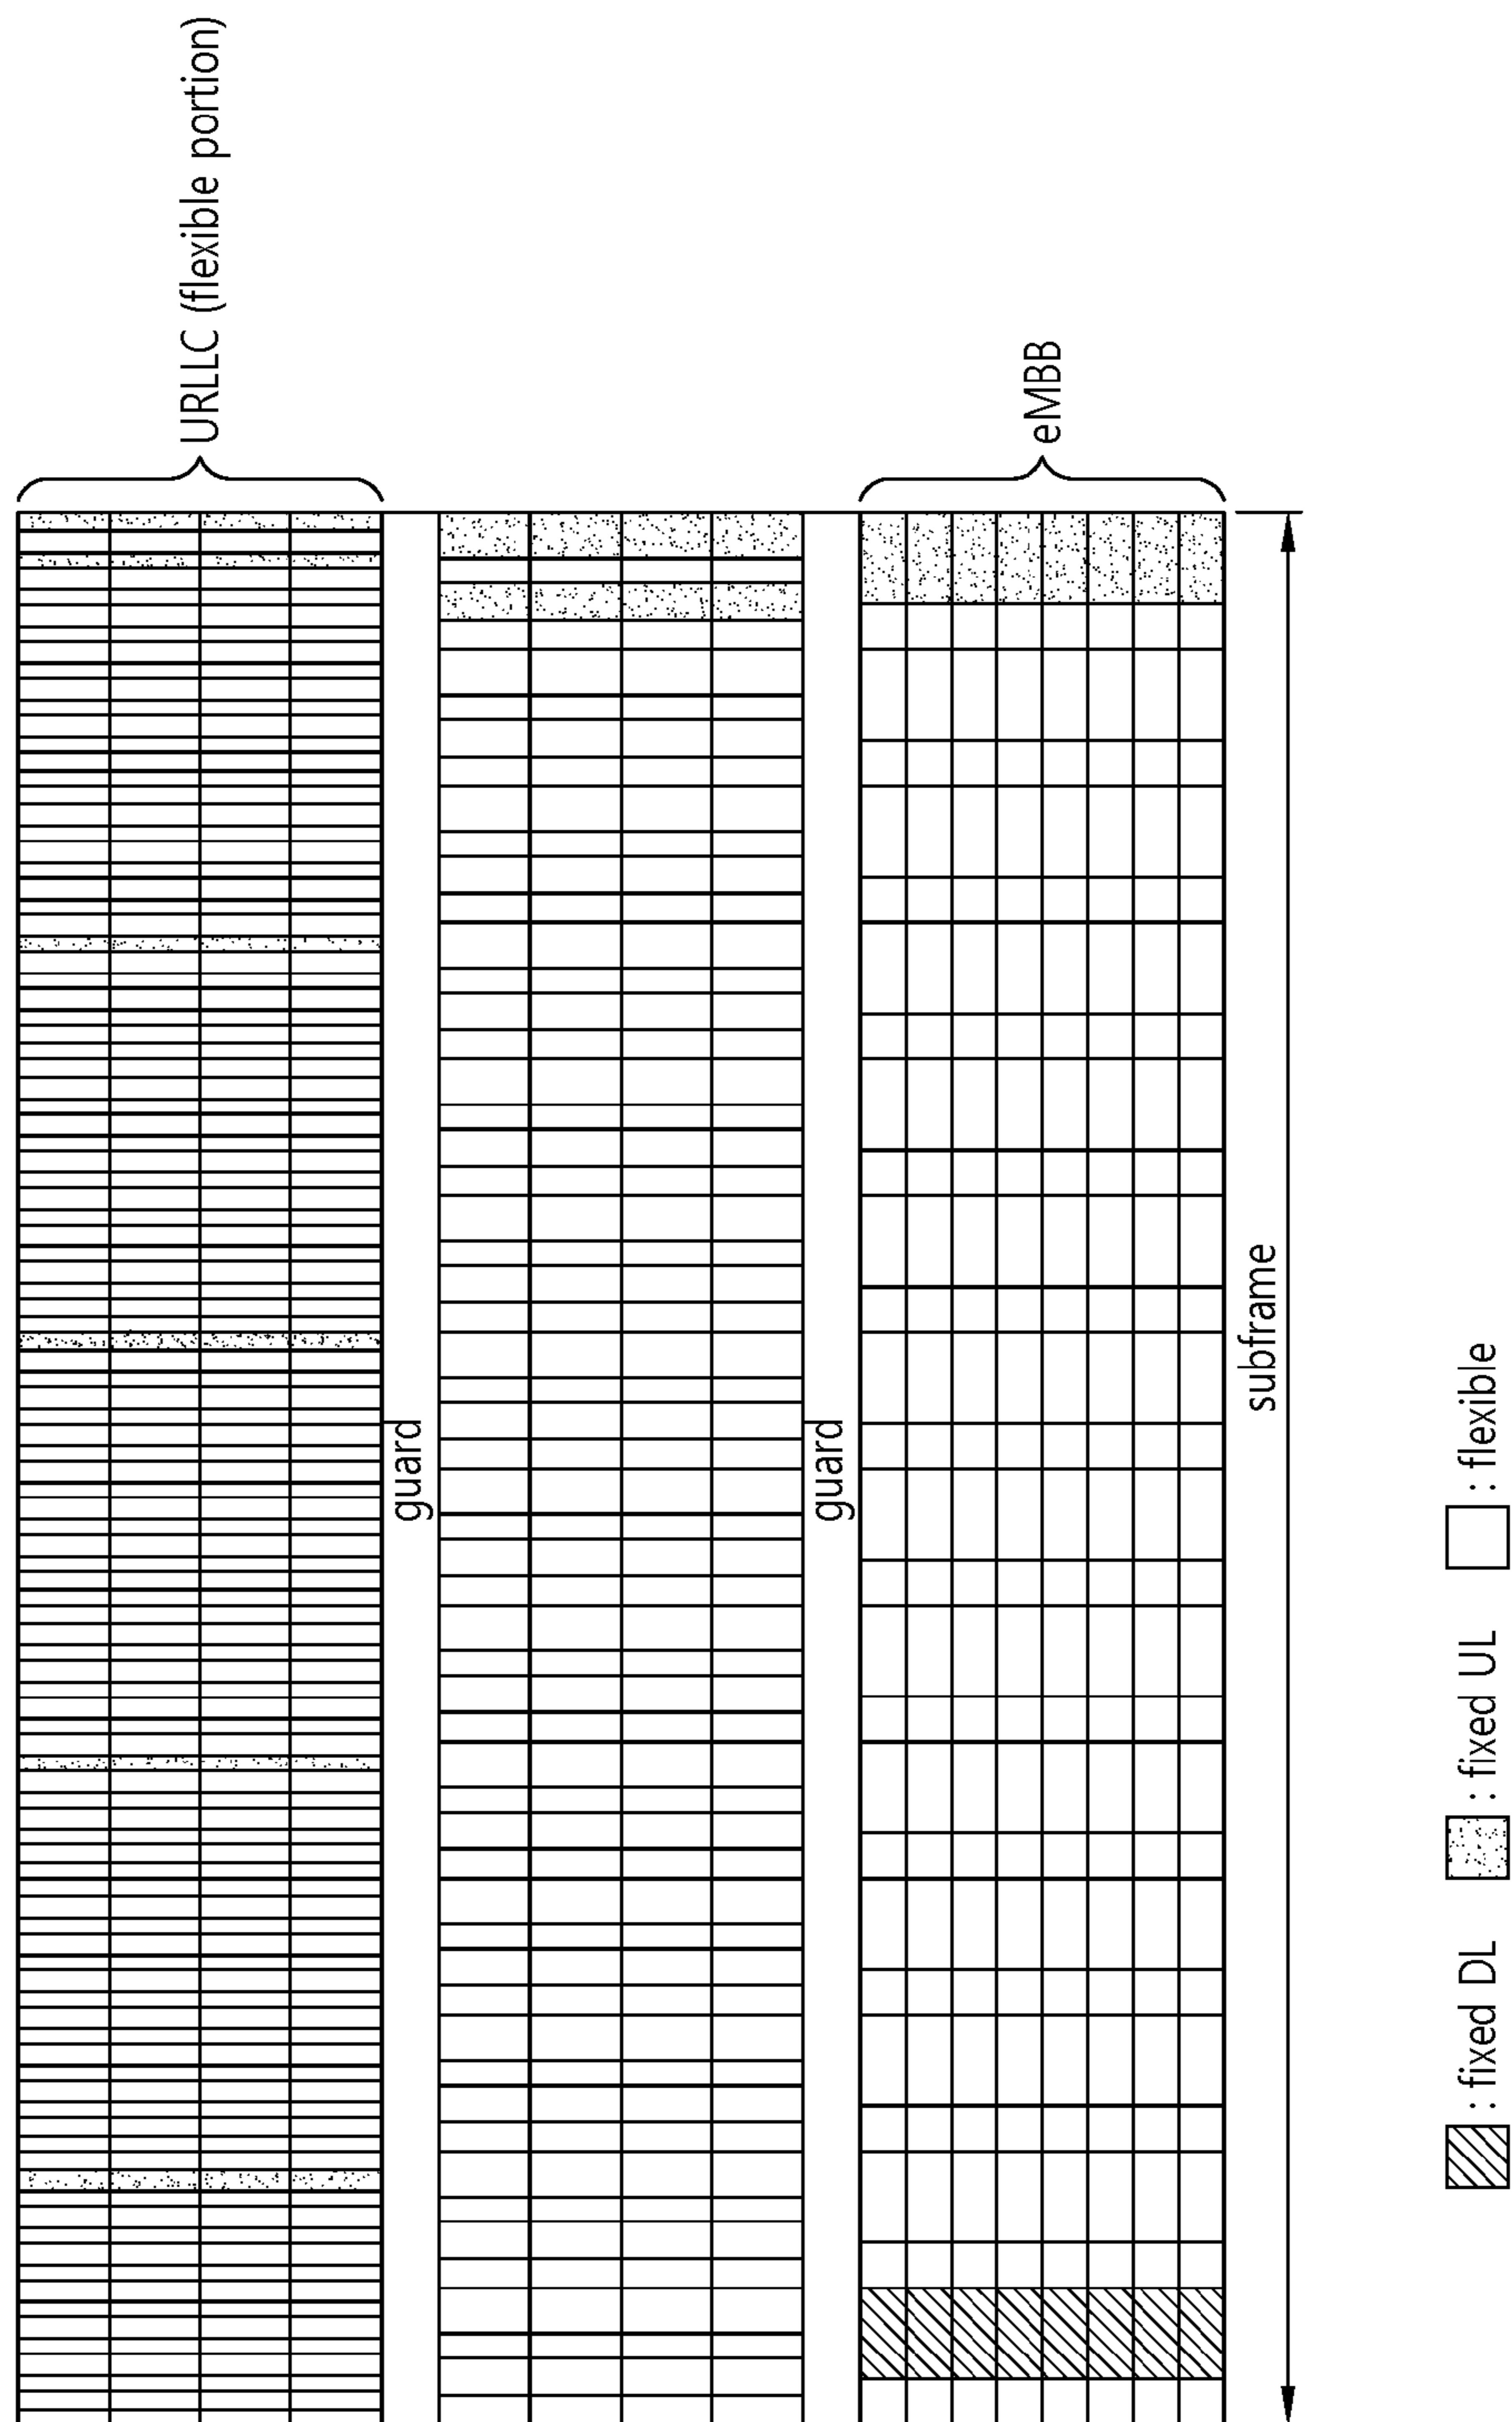 URLLC (flexible portion)
guard
guard
eMBB
subframe
: fixed DL
: fixed UL
: flexible